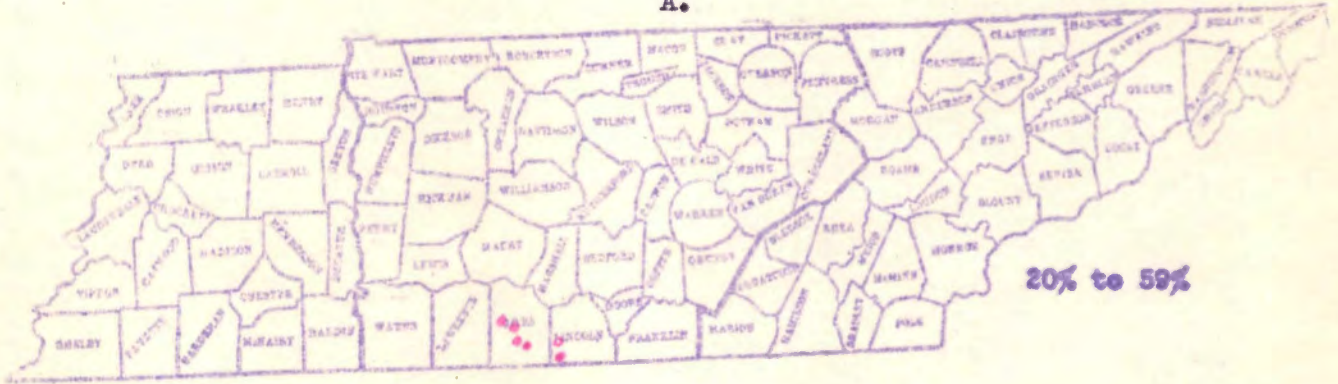 A.
STEWART MONTGOMERY ROBERTSON SUMNER MACON CLAY PICKETT SCOTT CLAIBORNE HANCOCK SULLIVAN
LAKE OBION WEAKLEY HENRY HOUSTON OVERTON FENTRESS CAMPBELL UNION GRAINGER HAWKINS GREENE CARTER
DICKSON CHEATHAM DAVIDSON WILSON SMITH PUTNAM MORGAN ANDERSON KNOX JEFFERSON COCKE
DYER GIBSON CARROLL BENTON HUMPHREYS HICKMAN WILLIAMSON RUTHERFORD CANNON DE KALB WHITE CUMBERLAND ROANE LOUDON BLOUNT SEVIER
LAUDERDALE CROCKETT MADISON HENDERSON DECATUR PERRY LEWIS MAURY MARSHALL BEDFORD COFFEE GRUNDY WARREN VAN BUREN BLEDSOE RHEA MEIGS McMINN MONROE
TIPTON HAYWOOD CHESTER MOORE
SHELBY FAYETTE HARDEMAN McNAIRY HARDIN WAYNE LAWRENCE LINCOLN FRANKLIN MARION HAMILTON BRADLEY POLK
20% to 59%